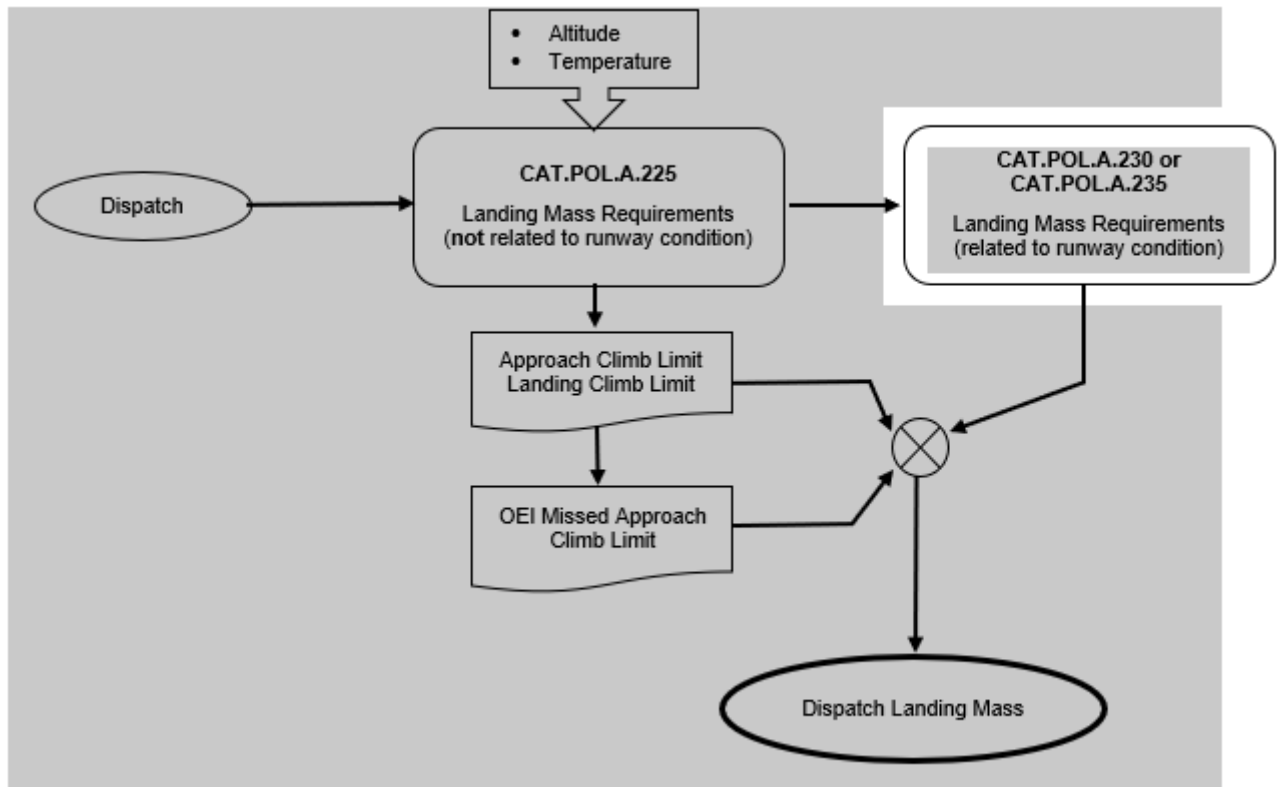 • Altitude
• Temperature
CAT.POL.A.225
Landing Mass Requirements
(not related to runway condition)
CAT.POL.A.230 or
CAT.POL.A.235
Landing Mass Requirements
(related to runway condition)
Dispatch
Approach Climb Limit
Landing Climb Limit
OEI Missed Approach
Climb Limit
Dispatch Landing Mass